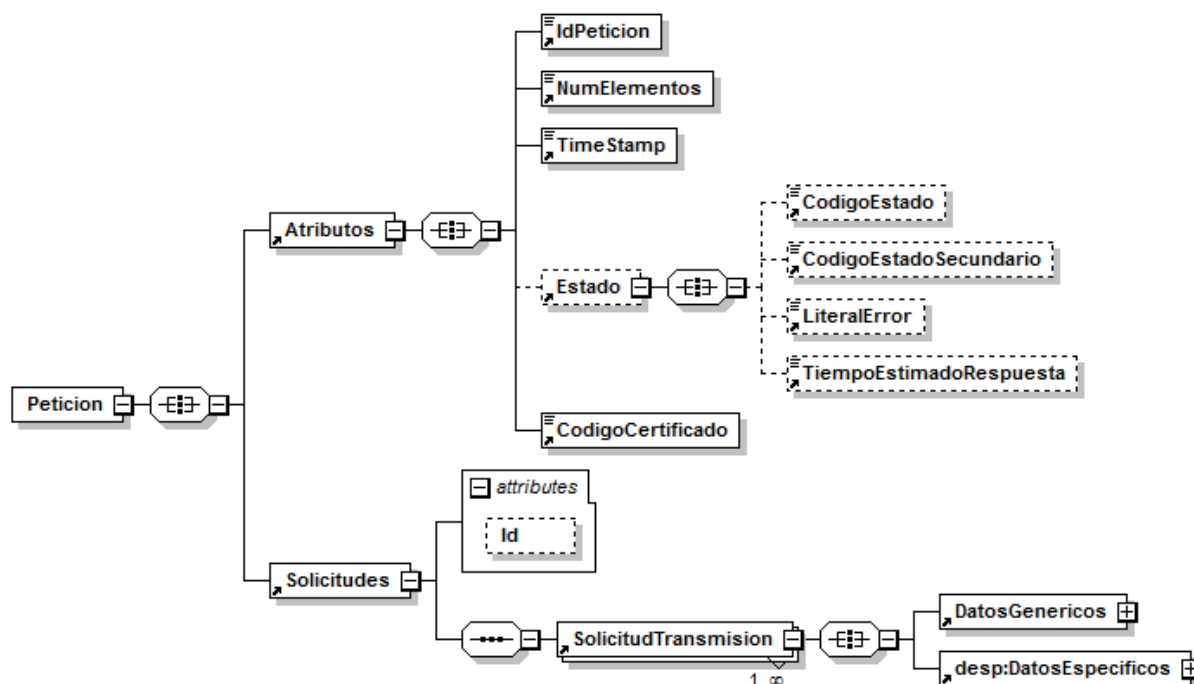 IdPeticion
NumElementos
TimeStamp
CodigoEstado
Atributos
CodigoEstadoSecundario
Estado
LiteralError
TiempoEstimadoRespuesta
Peticion
CodigoCertificado
attributes
Id
Solicitudes
DatosGenericos
SolicitudTransmision
desp:DatosEspecificos
1 ∞